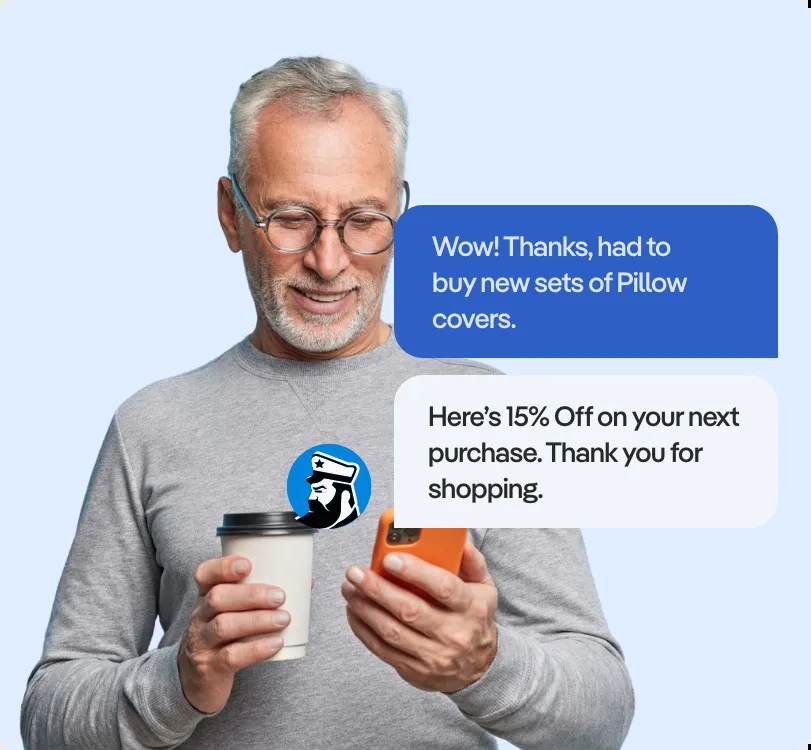 Wow! Thanks, had to
buy new sets of Pillow
covers.
Here's 15% Off on your next
purchase. Thank you for
shopping.